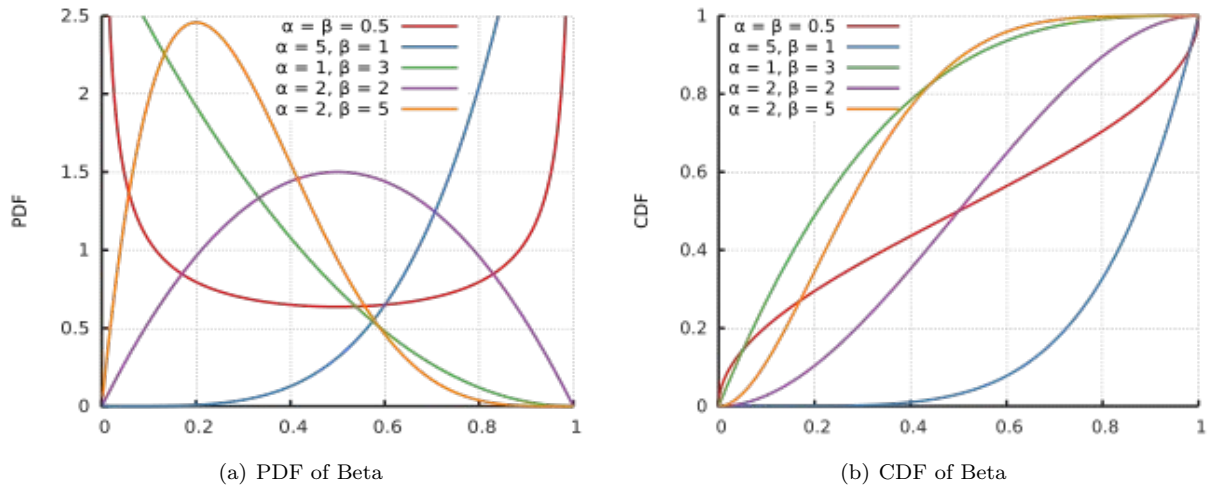 2.5
2
1.5
1
0.5
0
PDF
α = β = 0.5
α = 5, β = 1
α = 1, β = 3
α = 2, β = 2
α = 2, β = 5
0 0.2 0.4 0.6 0.8 1
(a) PDF of Beta
1
0.8
0.6
0.4
0.2
0
CDF
α = β = 0.5
α = 5, β = 1
α = 1, β = 3
α = 2, β = 2
α = 2, β = 5
0 0.2 0.4 0.6 0.8 1
(b) CDF of Beta